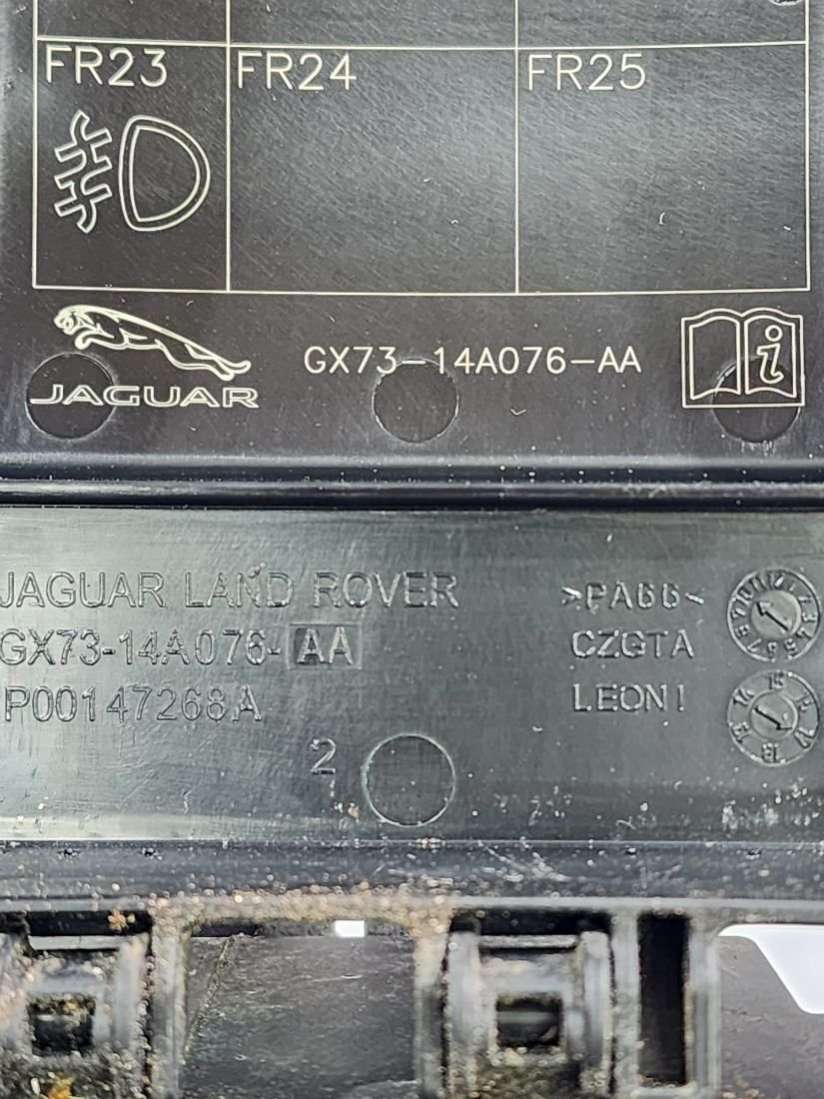 FR23 FR24 FR25
JAGUAR GX73-14A076-AA i
JAGUAR LAND ROVER >PA66<
GX73-14A076-AA CZGTA
P00147268A LEONI
2